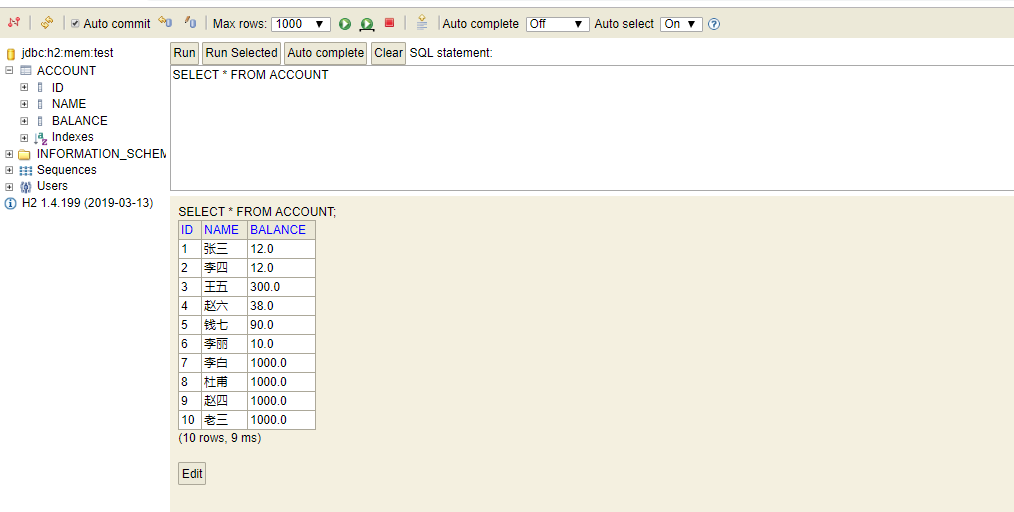 Auto commit Max rows: 1000 Auto complete Off Auto select On
jdbc:h2:mem:test
ACCOUNT
ID
NAME
BALANCE
Indexes
INFORMATION_SCHEM
Sequences
Users
H2 1.4.199 (2019-03-13)
Run Run Selected Auto complete Clear SQL statement:
SELECT * FROM ACCOUNT
SELECT * FROM ACCOUNT;
ID NAME BALANCE
1 张三 12.0
2 李四 12.0
3 王五 300.0
4 赵六 38.0
5 钱七 90.0
6 李丽 10.0
7 李白 1000.0
8 杜甫 1000.0
9 赵四 1000.0
10 老三 1000.0
(10 rows, 9 ms)
Edit